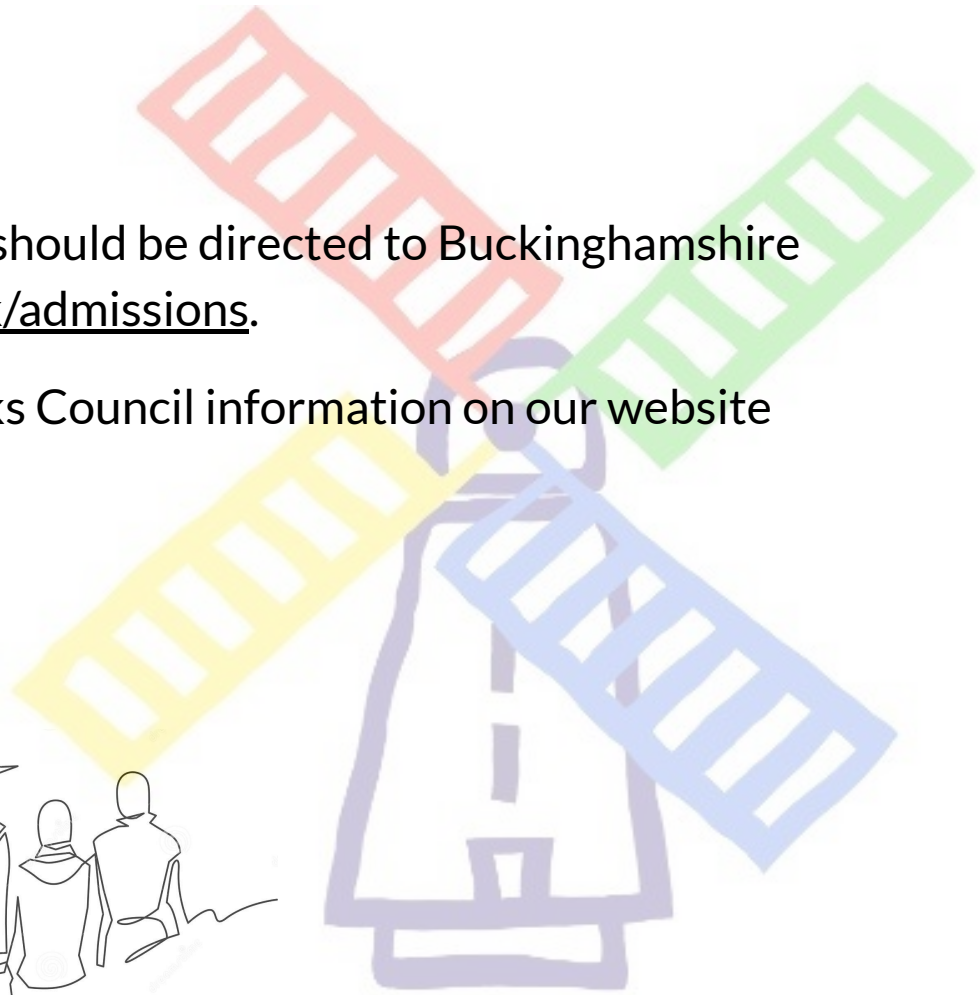 should be directed to Buckinghamshire
/admissions.
s Council information on our website